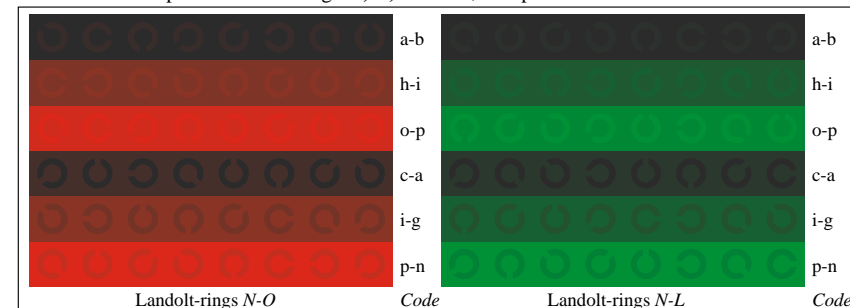 a-b a-b
h-i h-i
o-p o-p
c-a c-a
i-g i-g
p-n p-n
Landolt-rings N-O Code Landolt-rings N-L Code